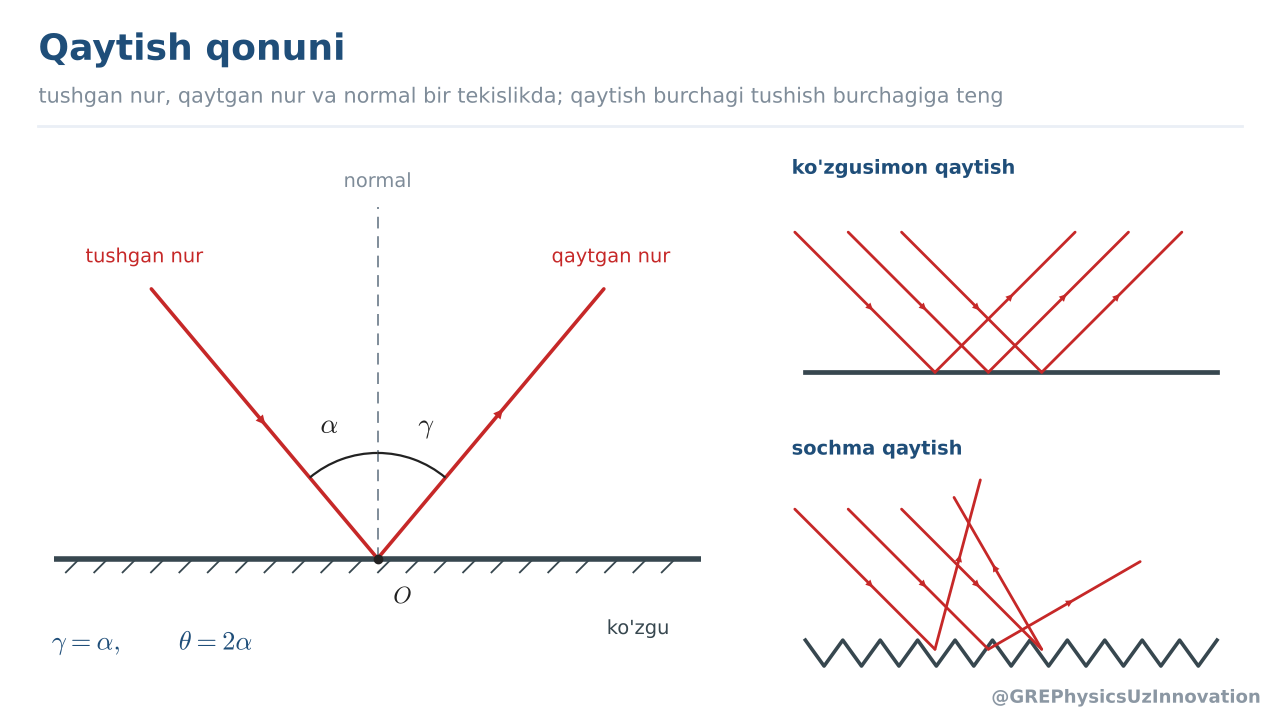 Qaytish qonuni
tushgan nur, qaytgan nur va normal bir tekislikda; qaytish burchagi tushish burchagiga teng
normal
tushgan nur
qaytgan nur
α
γ
O
ko'zgu
γ = α, θ = 2α
ko'zgusimon qaytish
sochma qaytish
@GREPhysicsUzInnovation